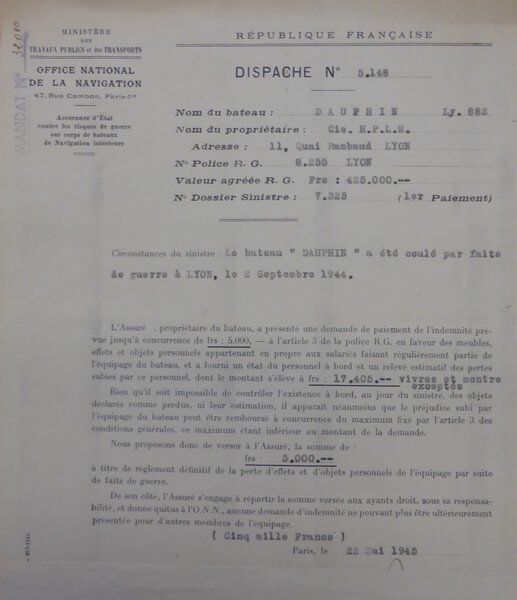 MINISTÈRE
DES
TRAVAUX PUBLICS et des TRANSPORTS
OFFICE NATIONAL
DE LA NAVIGATION
47, Rue Cambon, Paris-1er
Assurance d'État
contre les risques de guerre
sur corps de bateaux
de Navigation intérieure
MANDAT No 32.010
RÉPUBLIQUE FRANÇAISE
DISPACHE No 5.148
Nom du bateau : DAUPHIN Ly. 882
Nom du propriétaire : Cie. H.P.L.M.
Adresse : 11, Quai Rambaud LYON
No Police R. G. 8.255 LYON
Valeur agréée R. G. Frs : 425.000.--
No Dossier Sinistre : 7.325 (1er Paiement)
Circonstances du sinistre : Le bateau " DAUPHIN " a été coulé par faits
de guerre à LYON, le 2 Septembre 1944.
L'Assuré , propriétaire du bateau, a présenté une demande de paiement de l'indemnité pré-
vue jusqu'à concurrence de frs : 5.000, — à l'article 3 de la police R.G. en faveur des meubles,
effets et objets personnels appartenant en propre aux salariés faisant régulièrement partie de
l'équipage du bateau, et a fourni un état du personnel à bord et un relevé estimatif des pertes
subies par ce personnel, dont le montant s'élève à frs : 17.405.-- vivres et montre
exceptés
Bien qu'il soit impossible de contrôler l'existence à bord, au jour du sinistre, des objets
déclarés comme perdus, ni leur estimation, il apparaît néanmoins que le préjudice subi par
l'équipage du bateau peut être remboursé à concurrence du maximum fixé par l'article 3 des
conditions générales, ce maximum étant inférieur au montant de la demande.
Nous proposons donc de verser à l'Assuré, la somme de
frs : 5.000.--
à titre de règlement définitif de la perte d'effets et d'objets personnels de l'équipage par suite
de faits de guerre.
De son côté, l'Assuré s'engage à répartir la somme versée aux ayants droit, sous sa responsa-
bilité, et donne quitus à l'O.N.N., aucune demande d'indemnité ne pouvant plus être ultérieurement
présentée pour d'autres membres de l'équipage.
( Cinq mille Francs )
Paris, le 22 Mai 1945